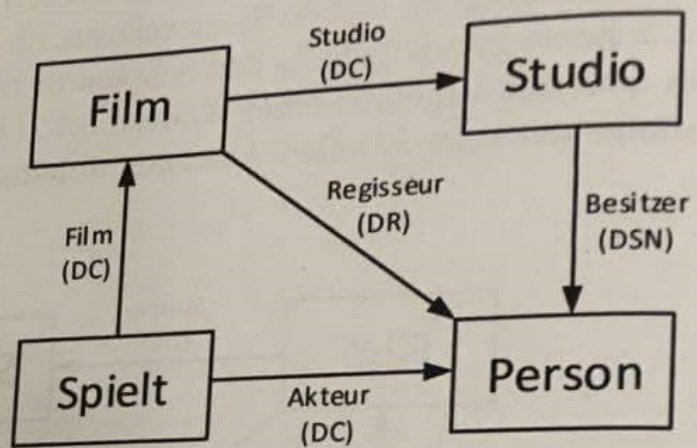 Studio
(DC)
Studio
Film
Regisseur
(DR)
Besitzer
(DSN)
Film
(DC)
Spielt
Akteur
(DC)
Person